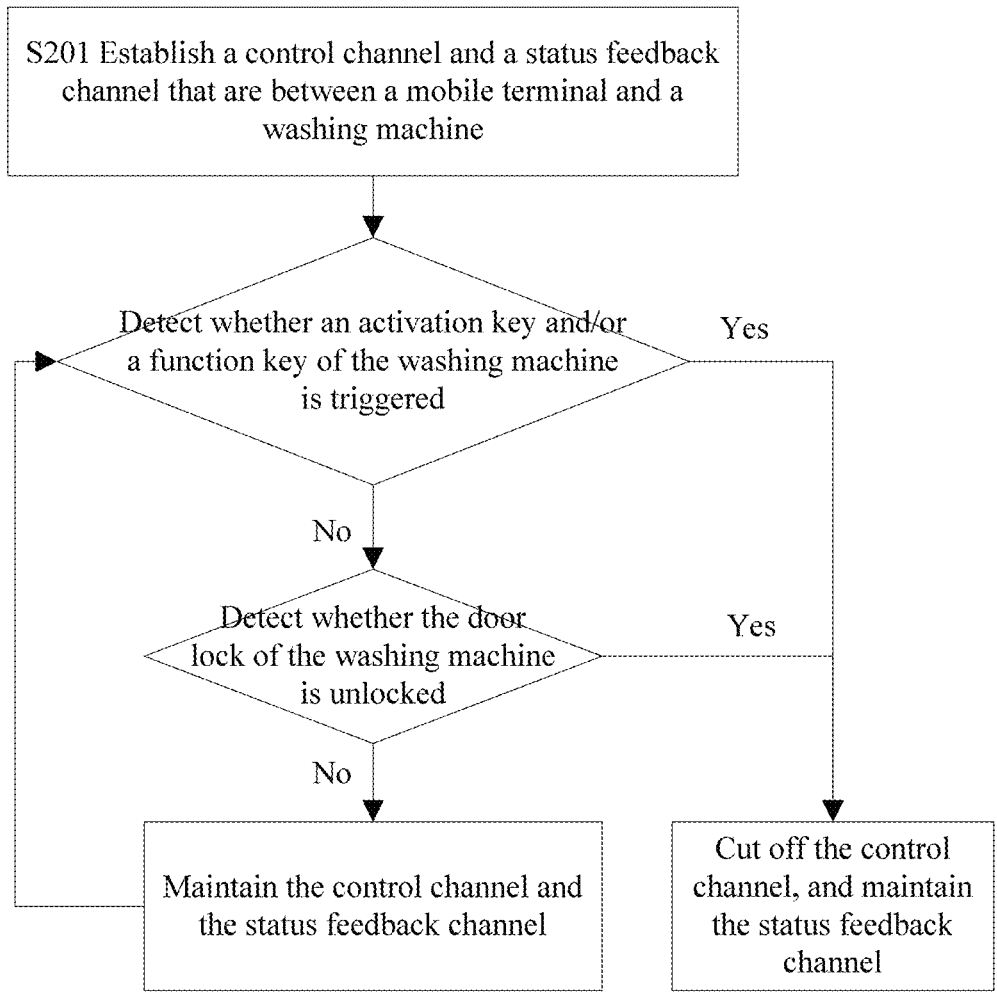 S201 Establish a control channel and a status feedback
channel that are between a mobile terminal and a
washing machine
Detect whether an activation key and/or
a function key of the washing machine
is triggered
Yes
No
Detect whether the door
lock of the washing machine
is unlocked
Yes
No
Maintain the control channel and
the status feedback channel
Cut off the control
channel, and maintain
the status feedback
channel